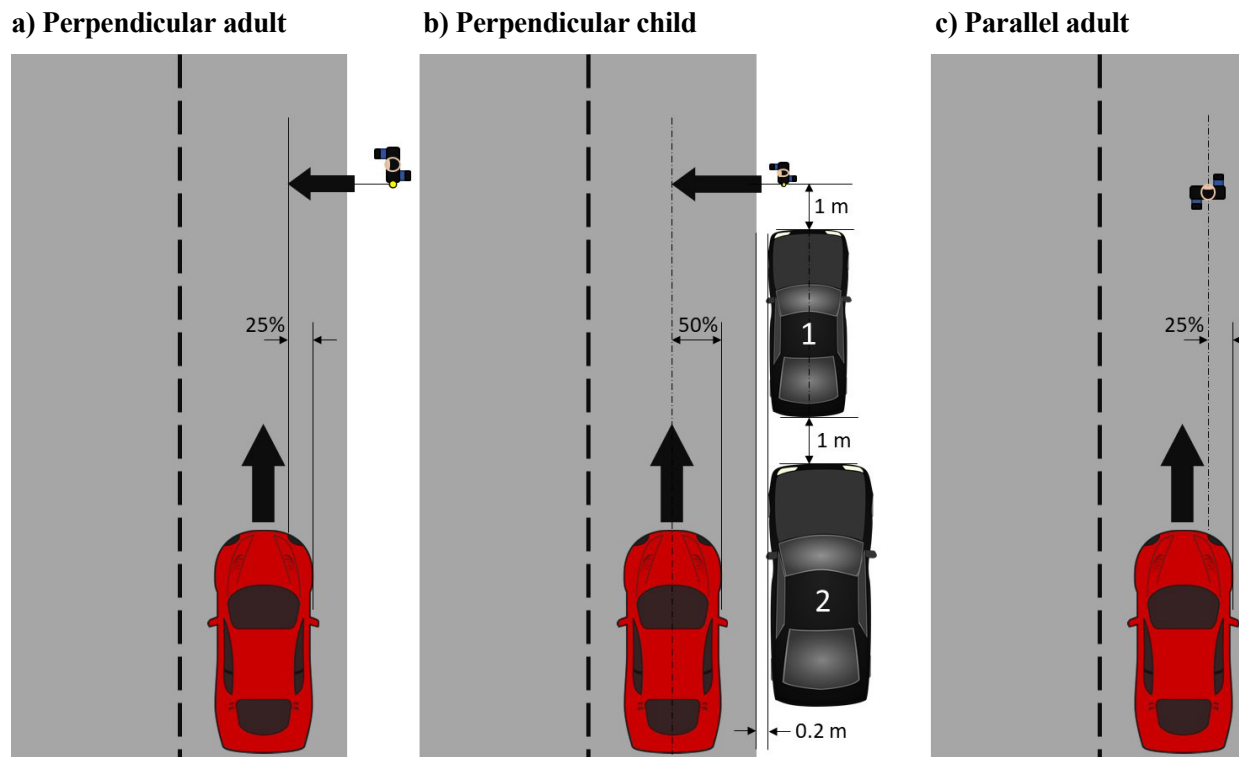 a) Perpendicular adult
b) Perpendicular child
c) Parallel adult
25%
1 m
50%
1
1 m
2
0.2 m
25%